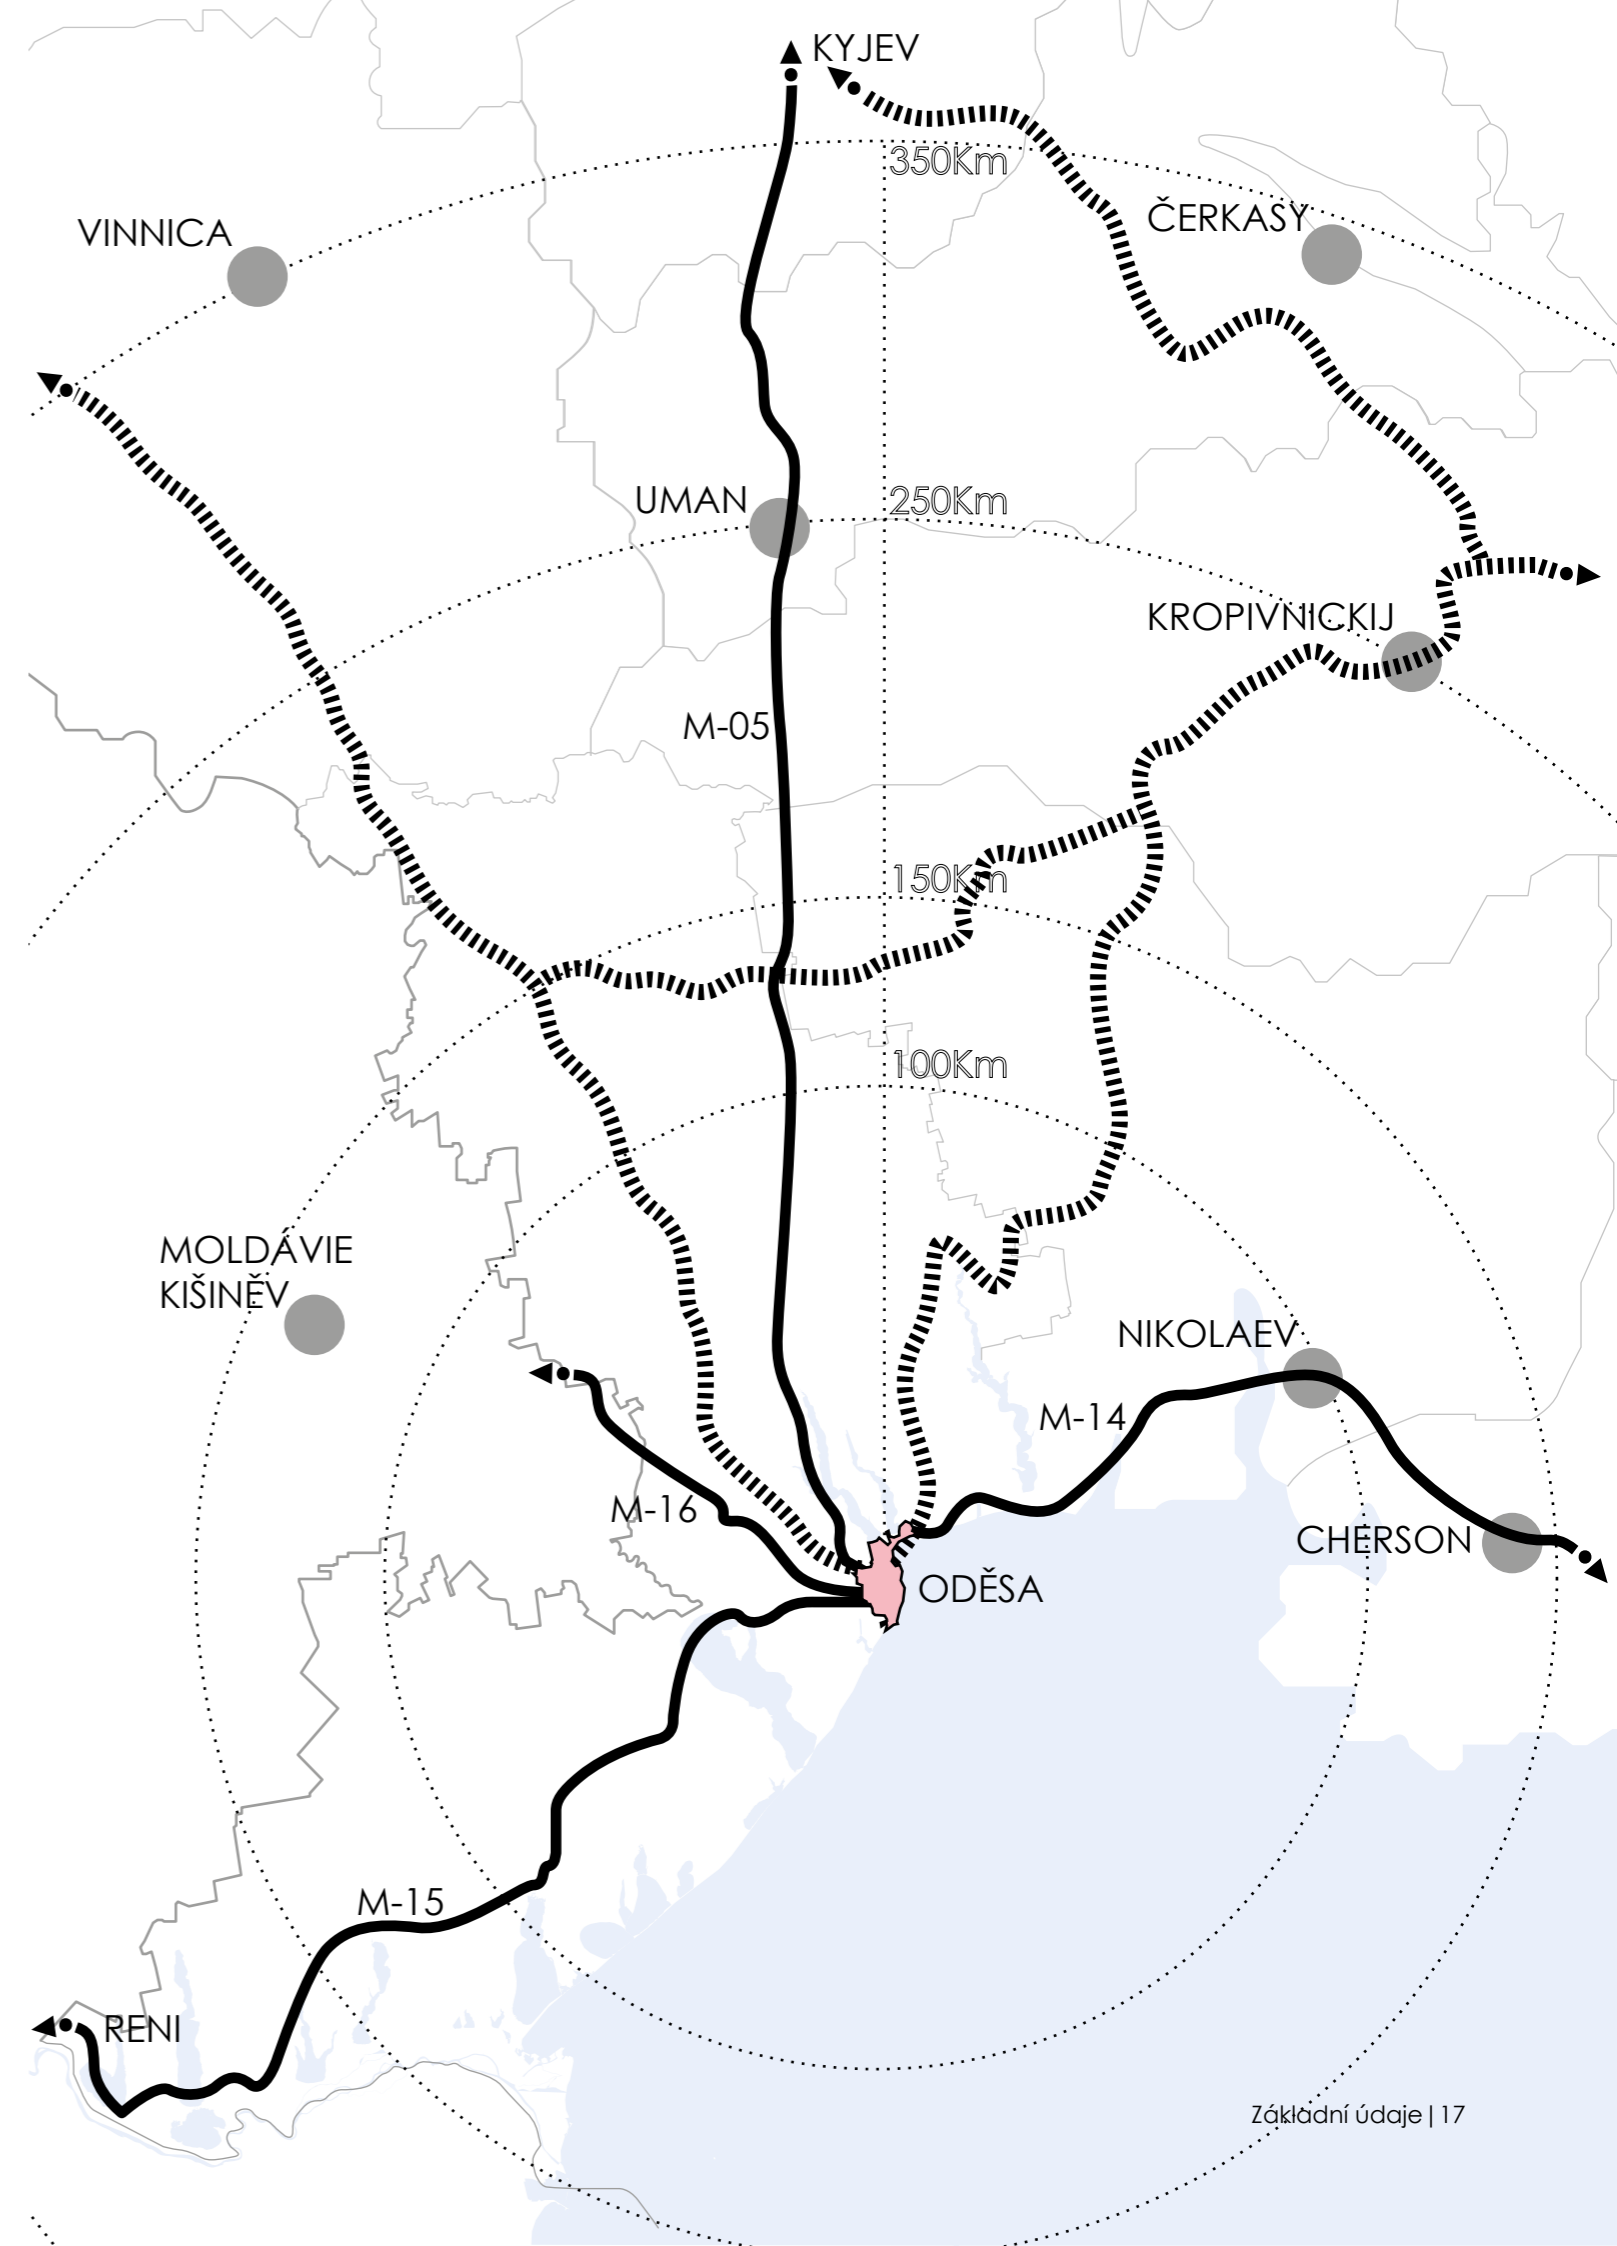 KYJEV
350Km
VINNICA
ČERKASY
UMAN
250Km
KROPIVNICKIJ
M-05
150Km
100Km
MOLDÁVIE
KIŠINĚV
NIKOLAEV
M-14
M-16
CHERSON
ODĚSA
M-15
RENI
Základní údaje|17